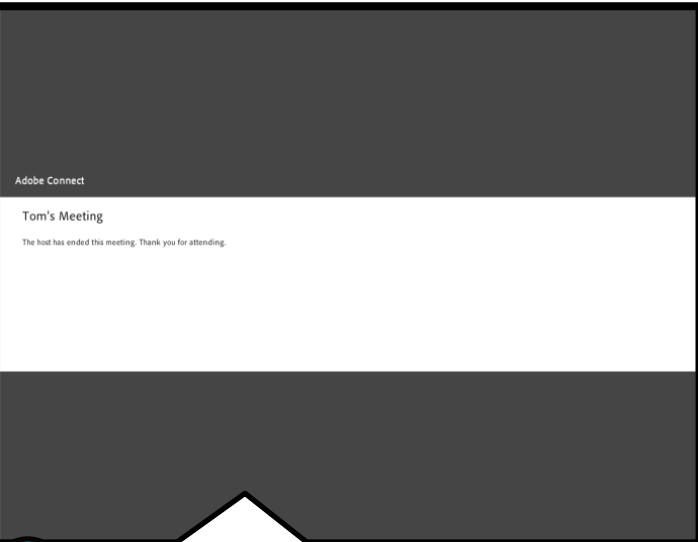 Adobe Connect
Tom's Meeting
The host has ended this meeting. Thank you for attending.